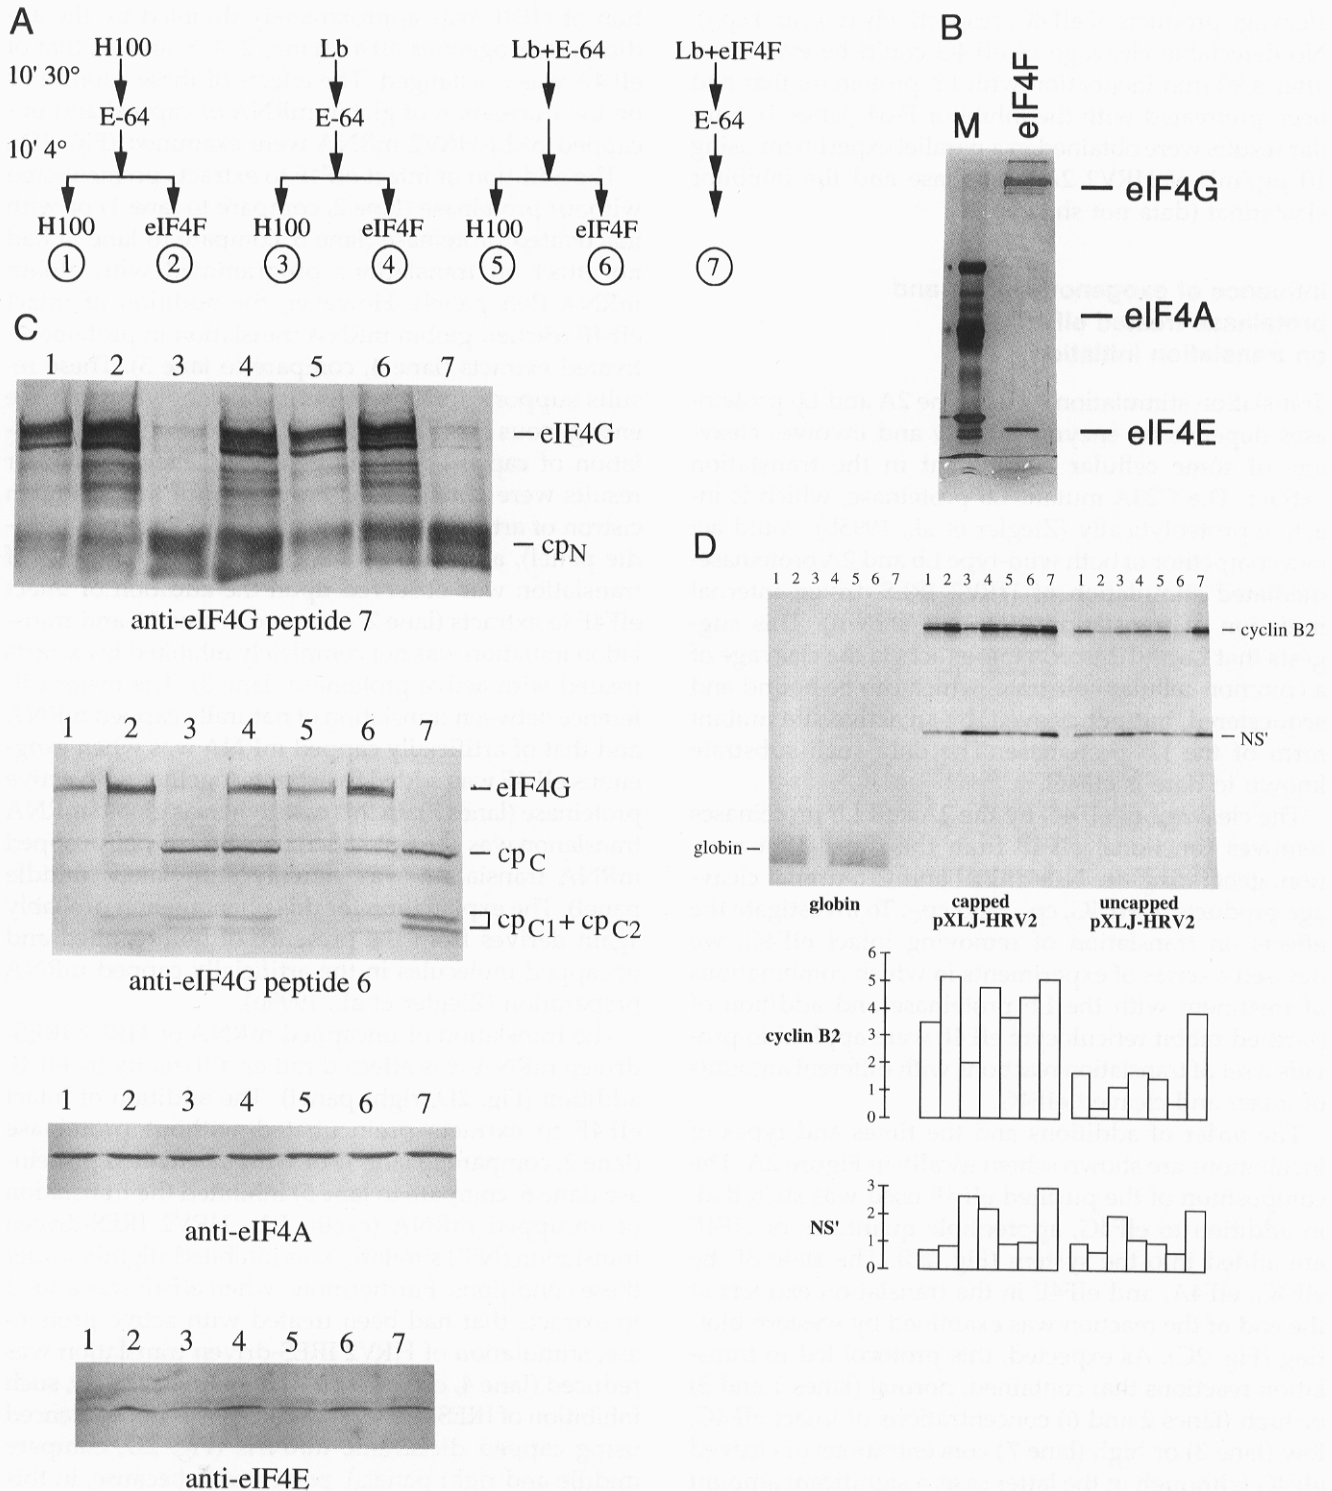 A
H100
Lb
Lb+E-64
Lb+eIF4F
10' 30°
E-64
E-64
E-64
10' 4°
H100
eIF4F
H100
eIF4F
H100
eIF4F
1
2
3
4
5
6
7
B
M
eIF4F
eIF4G
eIF4A
eIF4E
C
1 2 3 4 5 6 7
eIF4G
cpN
anti-eIF4G peptide 7
1 2 3 4 5 6 7
eIF4G
cpC
cpC1 + cpC2
anti-eIF4G peptide 6
1 2 3 4 5 6 7
anti-eIF4A
1 2 3 4 5 6 7
anti-eIF4E
D
1 2 3 4 5 6 7 1 2 3 4 5 6 7 1 2 3 4 5 6 7
cyclin B2
NS'
globin
globin
capped
pXLJ-HRV2
uncapped
pXLJ-HRV2
6
5
4
3
2
1
0
cyclin B2
3
2
1
0
NS'